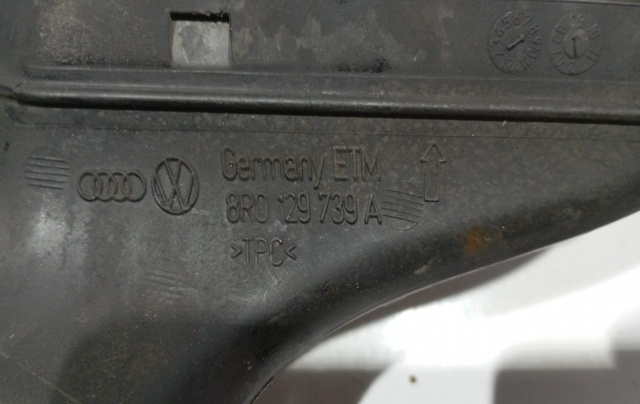 Germany ETM
8R0 129 739 A
>TPC<